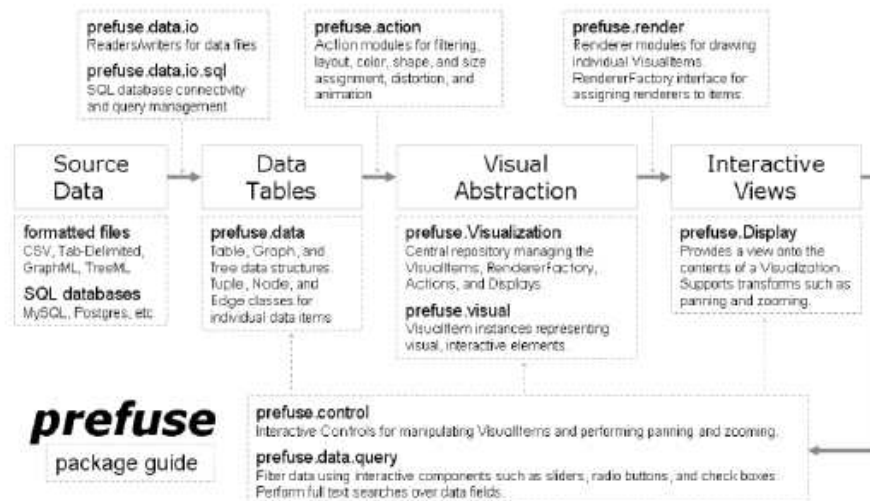 prefuse.data.io
Readers/writers for data files
prefuse.data.io.sql
SQL database connectivity
and query management
prefuse.action
Action modules for filtering,
layout, color, shape, and size
assignment, distortion, and
animation
prefuse.render
Renderer modules for drawing
individual VisualItems.
RendererFactory interface for
assigning renderers to items.
Source
Data
Data
Tables
Visual
Abstraction
Interactive
Views
formatted files
CSV, Tab-Delimited,
GraphML, TreeML
SQL databases
MySQL, Postgres, etc
prefuse.data
Table, Graph, and
Tree data structures.
Tuple, Node, and
Edge classes for
individual data items
prefuse.Visualization
Central repository managing the
VisualItems, RendererFactory,
Actions, and Displays
prefuse.visual
VisualItem instances representing
visual, interactive elements
prefuse.Display
Provides a view onto the
contents of a Visualization.
Supports transforms such as
panning and zooming.
prefuse
package guide
prefuse.control
Interactive Controls for manipulating VisualItems and performing panning and zooming.
prefuse.data.query
Filter data using interactive components such as sliders, radio buttons, and check boxes.
Perform full text searches over data fields.